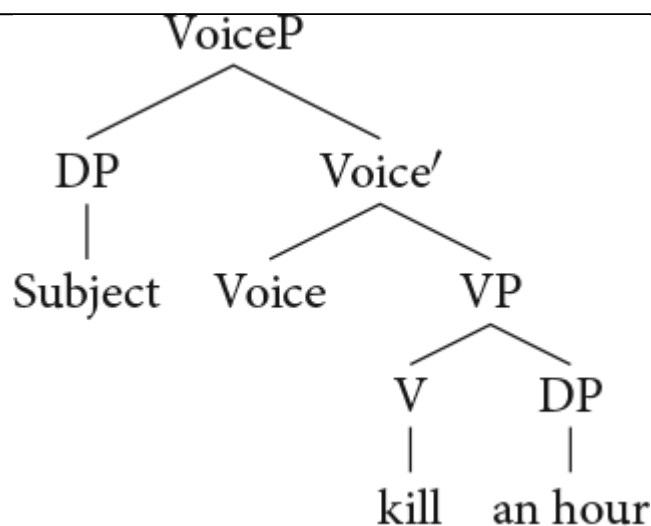 VoiceP
DP Voice′
Subject Voice VP
V DP
kill an hour